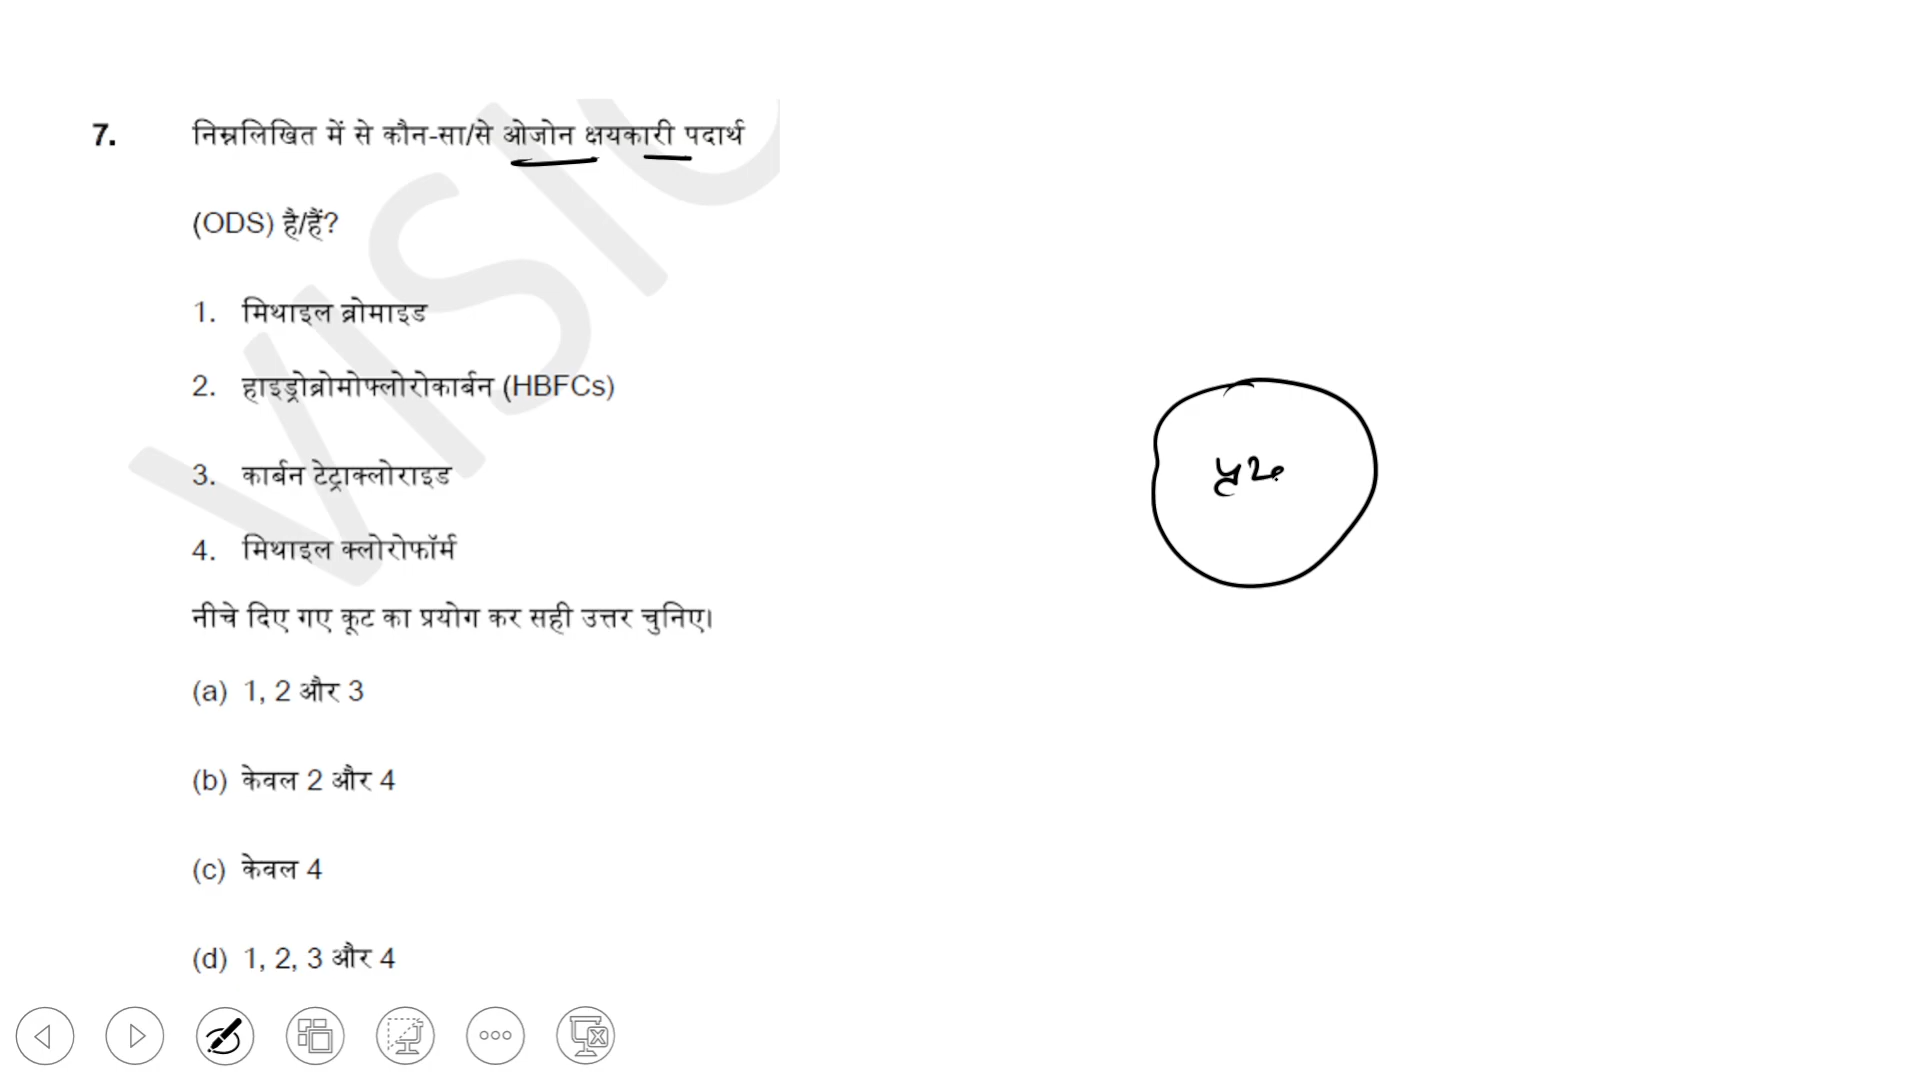 7. निम्नलिखित में से कौन-सा/से ओजोन क्षयकारी पदार्थ
(ODS) है/हैं?
1. मिथाइल ब्रोमाइड
2. हाइड्रोब्रोमोफ्लोरोकार्बन (HBFCs)
3. कार्बन टेट्राक्लोराइड
4. मिथाइल क्लोरोफॉर्म
नीचे दिए गए कूट का प्रयोग कर सही उत्तर चुनिए।
(a) 1, 2 और 3
(b) केवल 2 और 4
(c) केवल 4
(d) 1, 2, 3 और 4